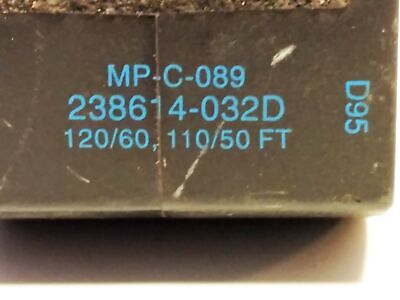 MP-C-089
238614-032D
120/60, 110/50 FT
D95